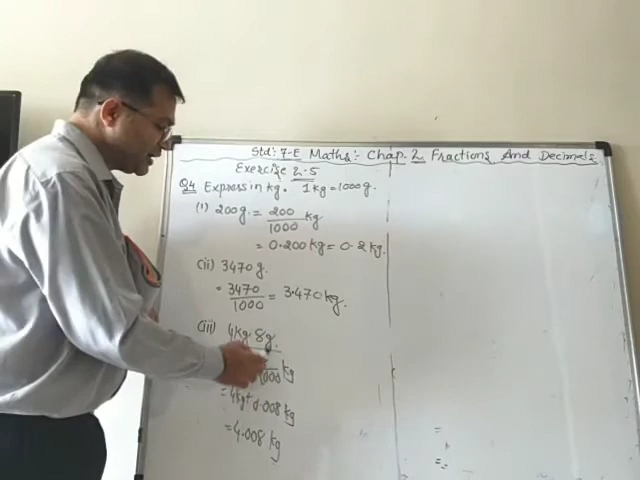 Std:- 7-E Maths:- Chap. 2 Fractions And Decimals
Exercise 2.5
Q4 Express in kg. 1kg = 1000g.
(i) 200g. = 200/1000 kg
= 0.200 kg = 0.2 kg.
(ii) 3470 g.
= 3470/1000 = 3.470 kg.
(iii) 4kg 8g.
1000 kg
= 4kg + 0.008 kg
= 4.008 kg